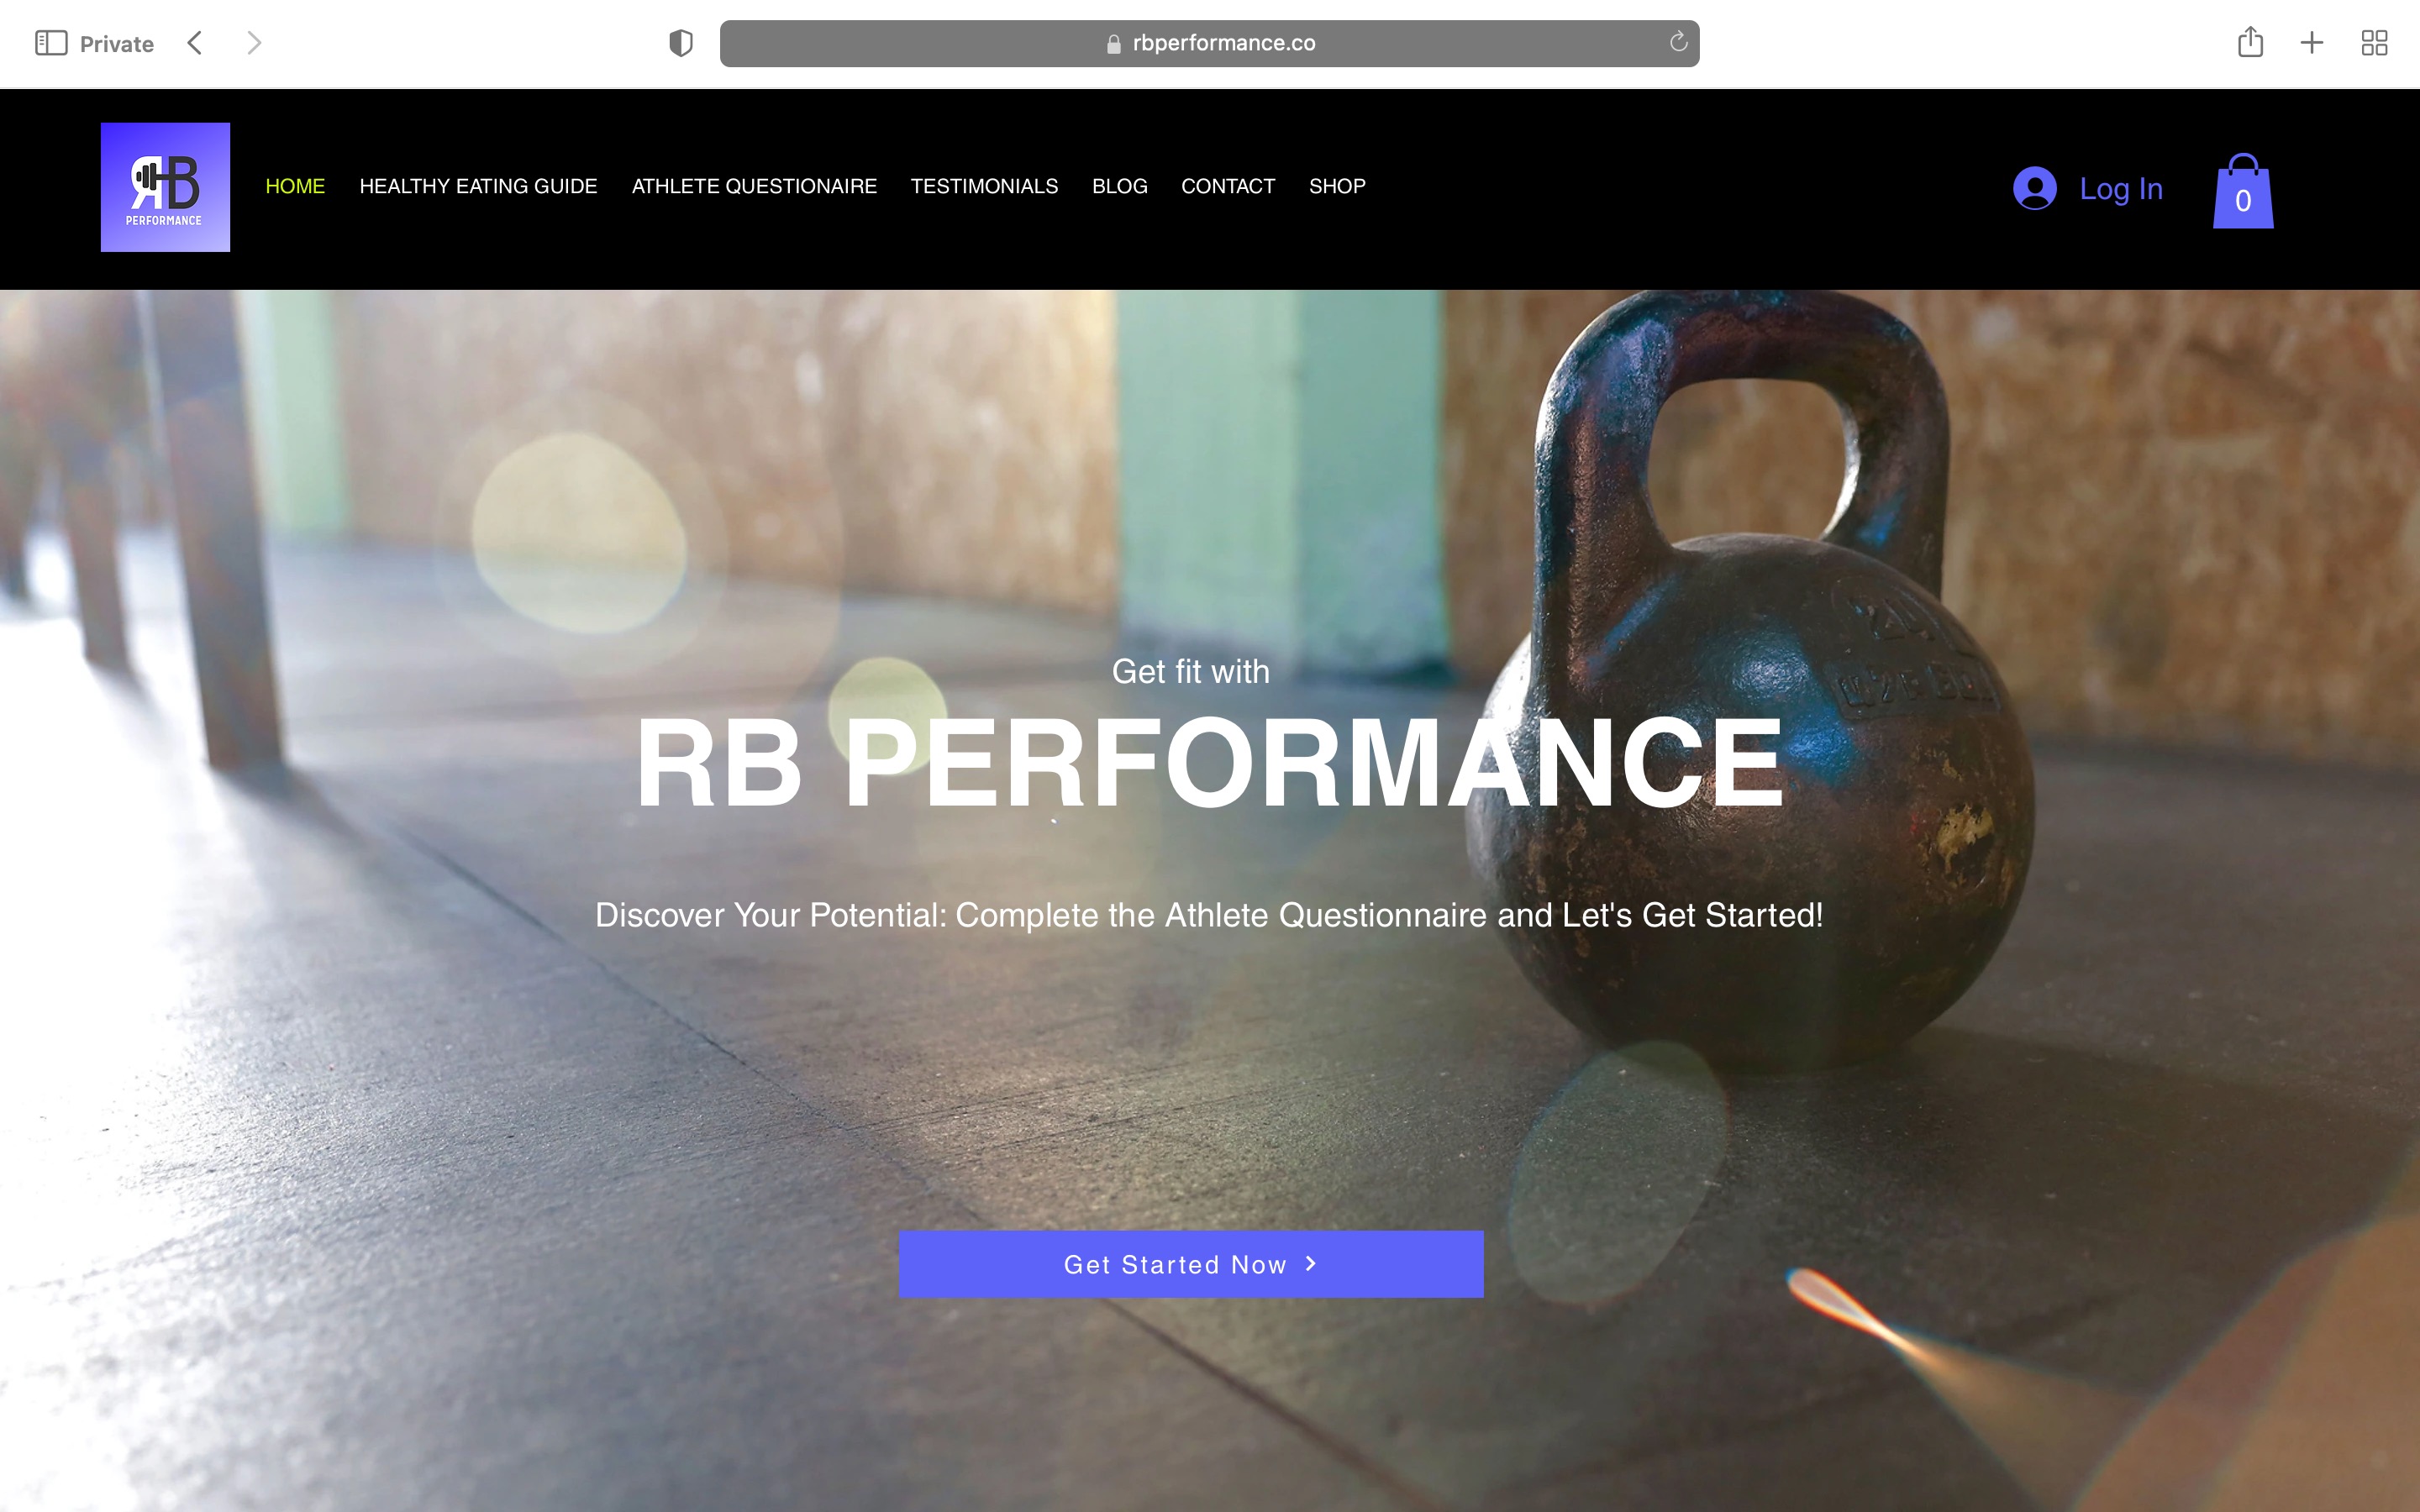 Private
rbperformance.co
RB
PERFORMANCE
HOME HEALTHY EATING GUIDE ATHLETE QUESTIONAIRE TESTIMONIALS BLOG CONTACT SHOP
Log In
0
24
Get fit with
RB PERFORMANCE
Discover Your Potential: Complete the Athlete Questionnaire and Let's Get Started!
Get Started Now >